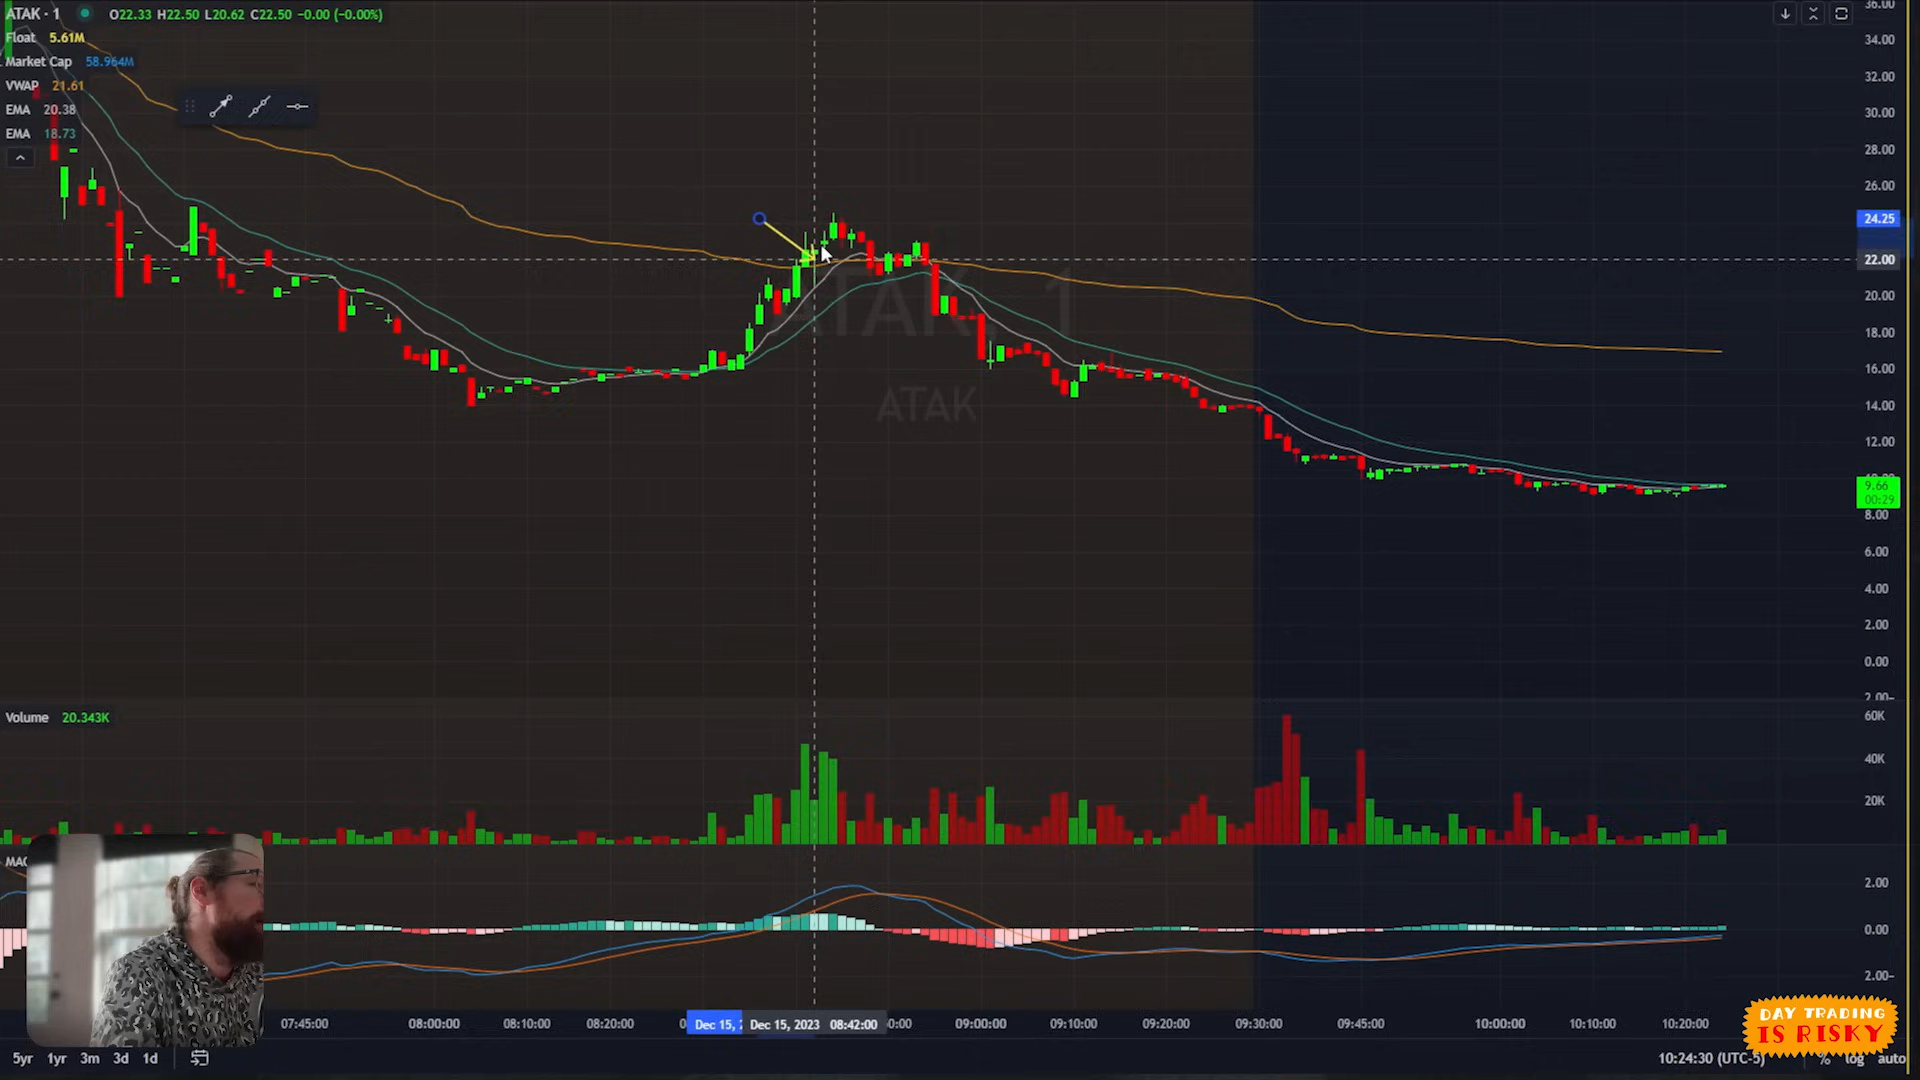 ATAK · 1 O22.33 H22.50 L20.62 C22.50 −0.00 (−0.00%)
Float 5.61M
Market Cap 58.964M
VWAP 21.61
EMA 20.38
EMA 18.73
36.00
34.00
32.00
30.00
28.00
26.00
24.25
22.00
20.00
18.00
16.00
14.00
12.00
9.66
00:29
8.00
6.00
4.00
2.00
0.00
2.00−
ATAK, 1
ATAK
Volume 20.343K
60K
40K
20K
2.00
0.00
2.00−
07:45:00 08:00:00 08:10:00 08:20:00 Dec 15, Dec 15, 2023 08:42:00 09:00:00 09:10:00 09:20:00 09:30:00 09:45:00 10:00:00 10:10:00 10:20:00
DAY TRADING
IS RISKY
5yr 1yr 3m 3d 1d 10:24:30 (UTC-5) % log auto